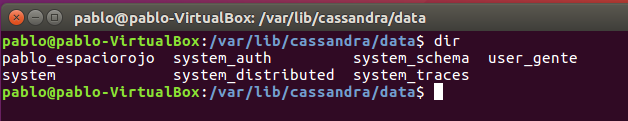 pablo@pablo-VirtualBox: /var/lib/cassandra/data
pablo@pablo-VirtualBox:/var/lib/cassandra/data$ dir
pablo_espaciorojo  system_auth         system_schema  user_gente
system             system_distributed  system_traces
pablo@pablo-VirtualBox:/var/lib/cassandra/data$